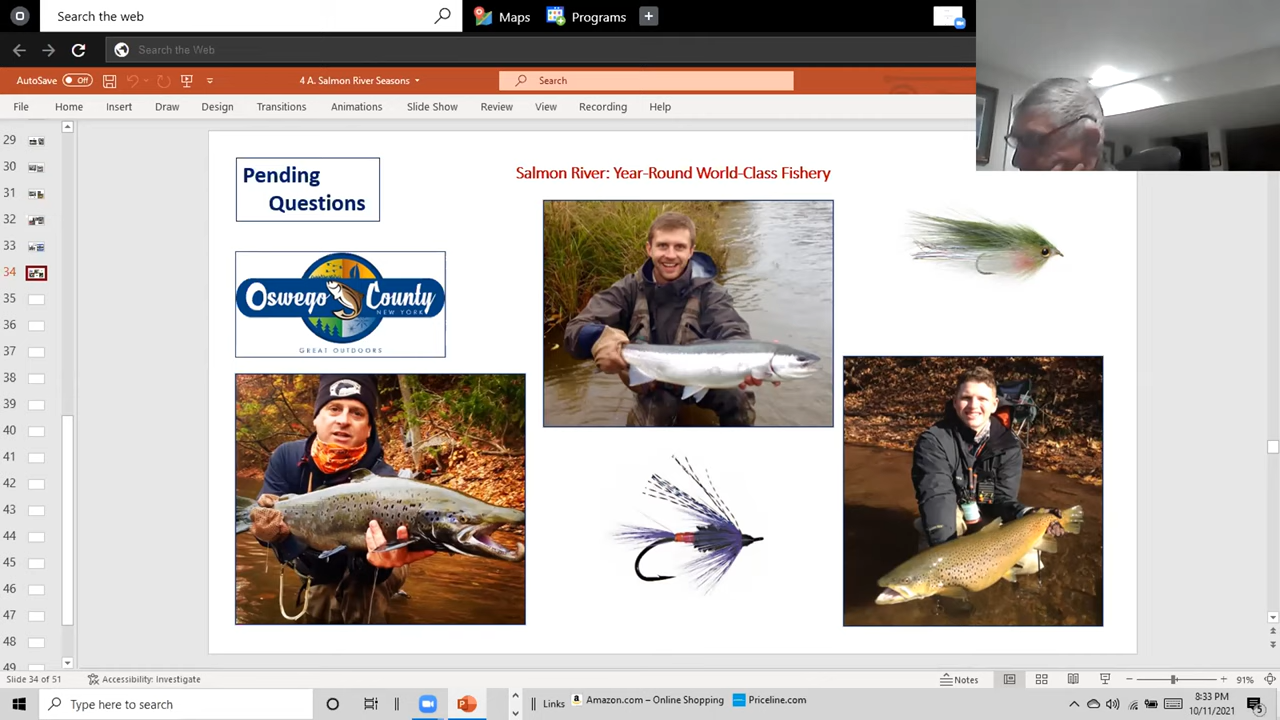 Search the web
Maps
Programs
Search the Web
AutoSave Off
4 A. Salmon River Seasons
Search
File Home Insert Draw Design Transitions Animations Slide Show Review View Recording Help
29
30
31
32
33
34
35
36
37
38
39
40
41
42
43
44
45
46
47
48
49
Pending
Questions
Salmon River: Year-Round World-Class Fishery
Oswego County
NEW YORK
GREAT OUTDOORS
Slide 34 of 51
Accessibility: Investigate
Notes
91%
Type here to search
Links
Amazon.com – Online Shopping
Priceline.com
8:33 PM
10/11/2021
5